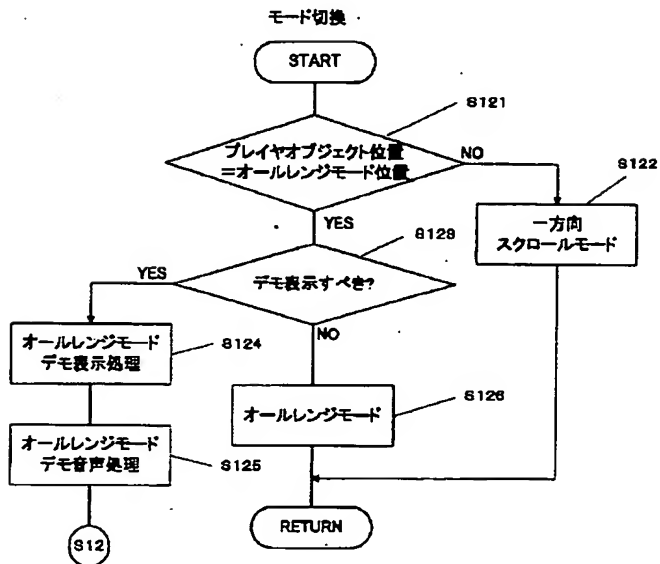 モード切換
START
S121
プレイヤオブジェクト位置
=オールレンジモード位置
NO
S122
一方向
スクロールモード
YES
S123
デモ表示すべき?
YES
NO
オールレンジモード
デモ表示処理
S124
オールレンジモード
S126
オールレンジモード
デモ音声処理
S125
RETURN
S12